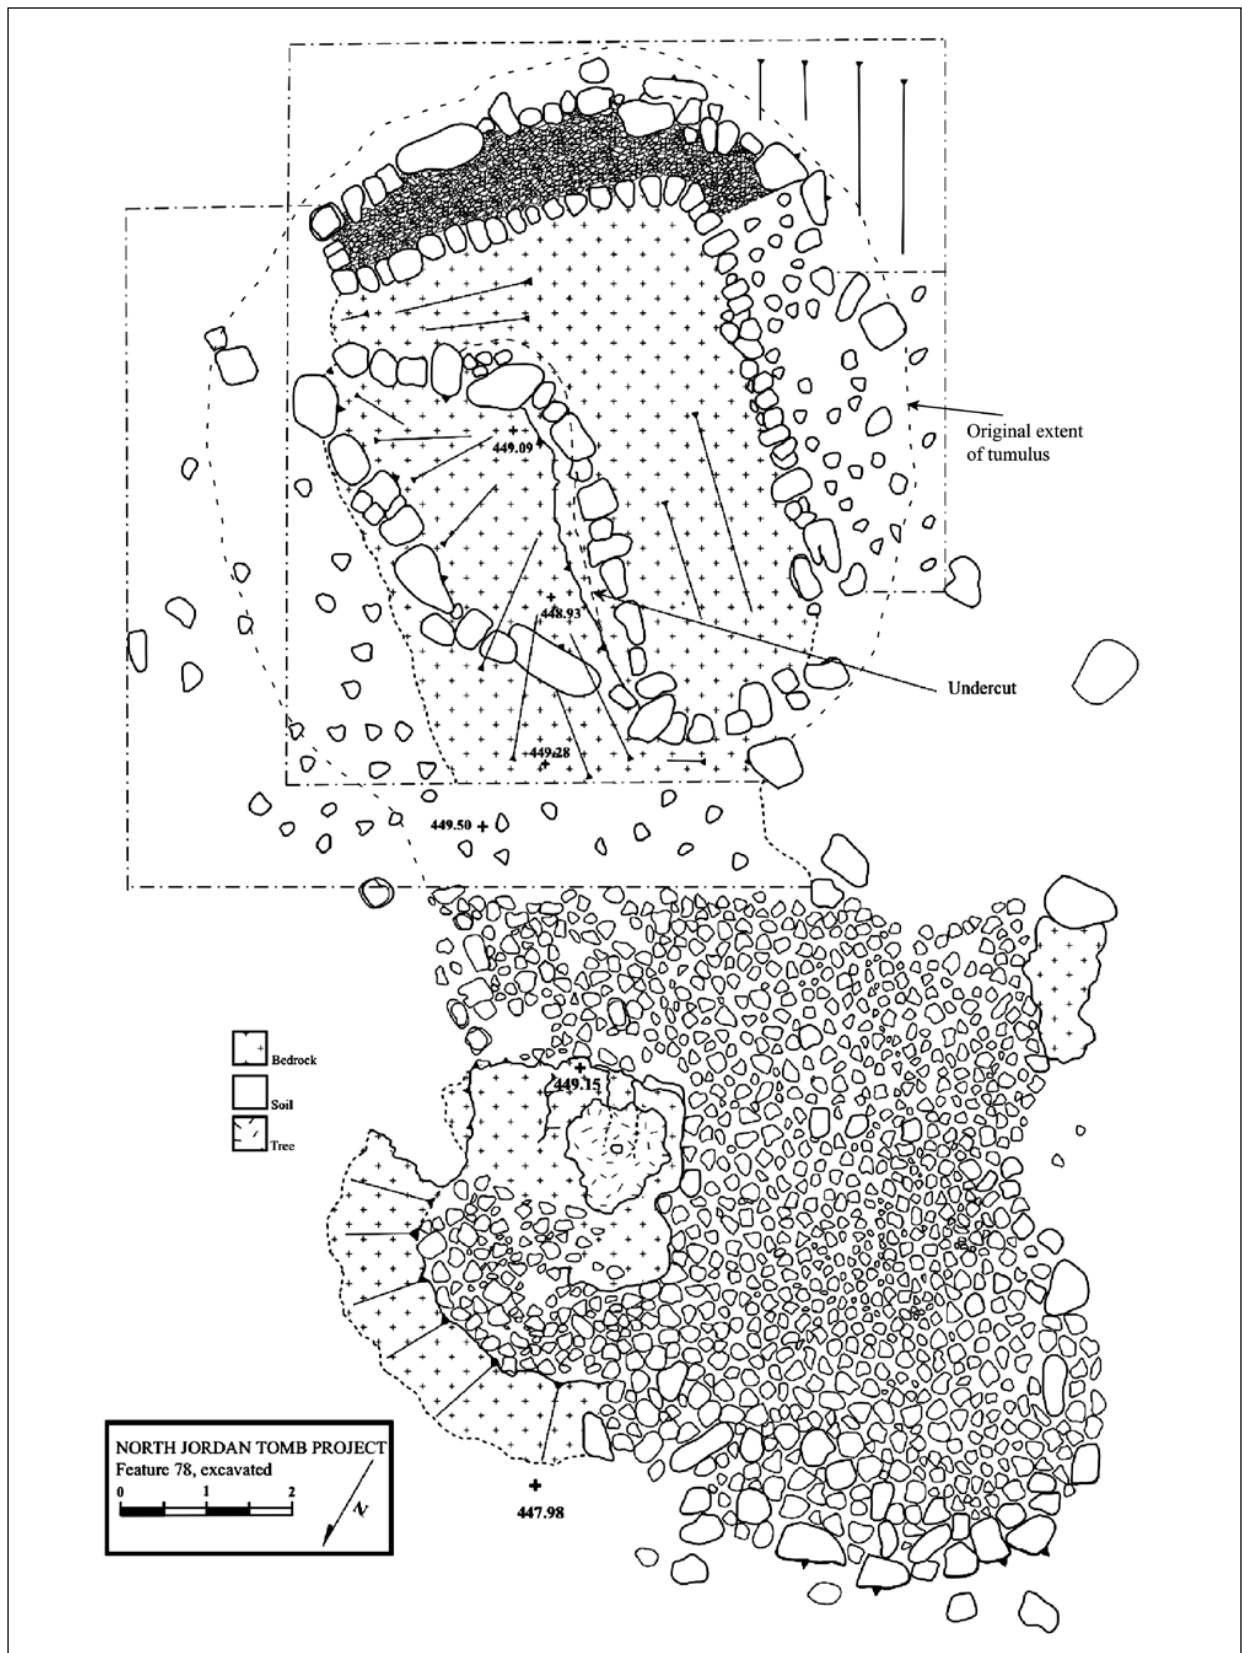 449.09
Original extent
of tumulus
448.93
Undercut
449.28
449.50
Bedrock
449.15
Soil
Tree
NORTH JORDAN TOMB PROJECT
Feature 78, excavated
0 1 2
N
447.98